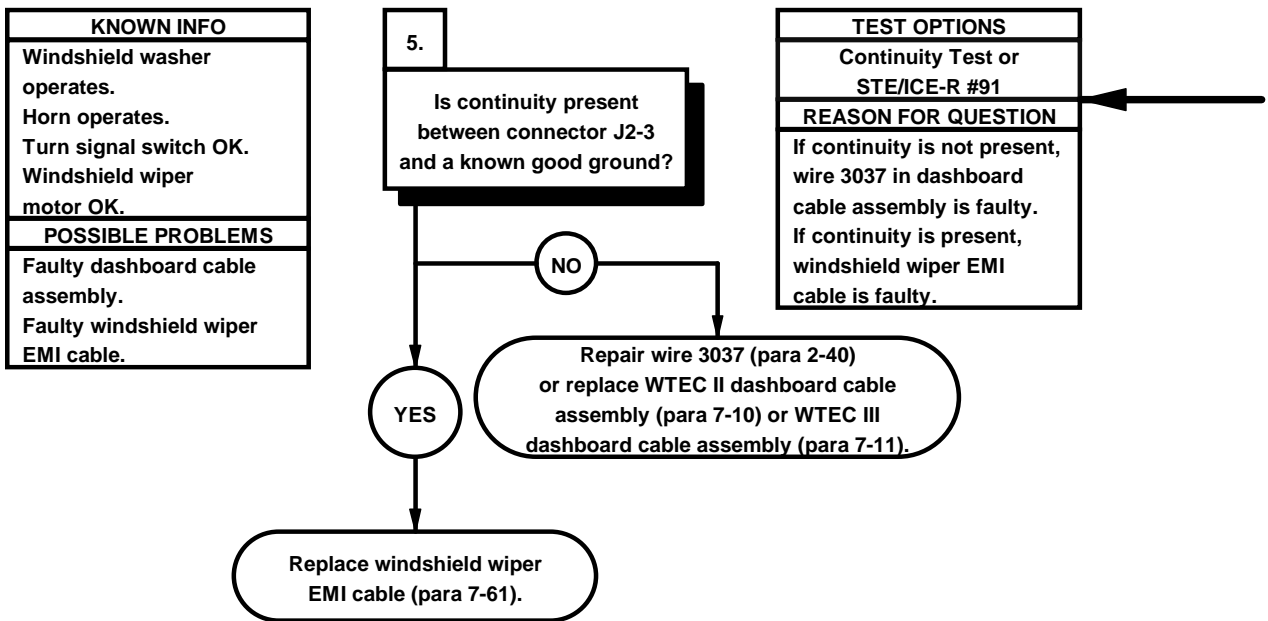 KNOWN INFO
Windshield washer
operates.
Horn operates.
Turn signal switch OK.
Windshield wiper
motor OK.
POSSIBLE PROBLEMS
Faulty dashboard cable
assembly.
Faulty windshield wiper
EMI cable.
5.
Is continuity present
between connector J2-3
and a known good ground?
TEST OPTIONS
Continuity Test or
STE/ICE-R #91
REASON FOR QUESTION
If continuity is not present,
wire 3037 in dashboard
cable assembly is faulty.
If continuity is present,
windshield wiper EMI
cable is faulty.
NO
Repair wire 3037 (para 2-40)
or replace WTEC II dashboard cable
assembly (para 7-10) or WTEC III
dashboard cable assembly (para 7-11).
YES
Replace windshield wiper
EMI cable (para 7-61).